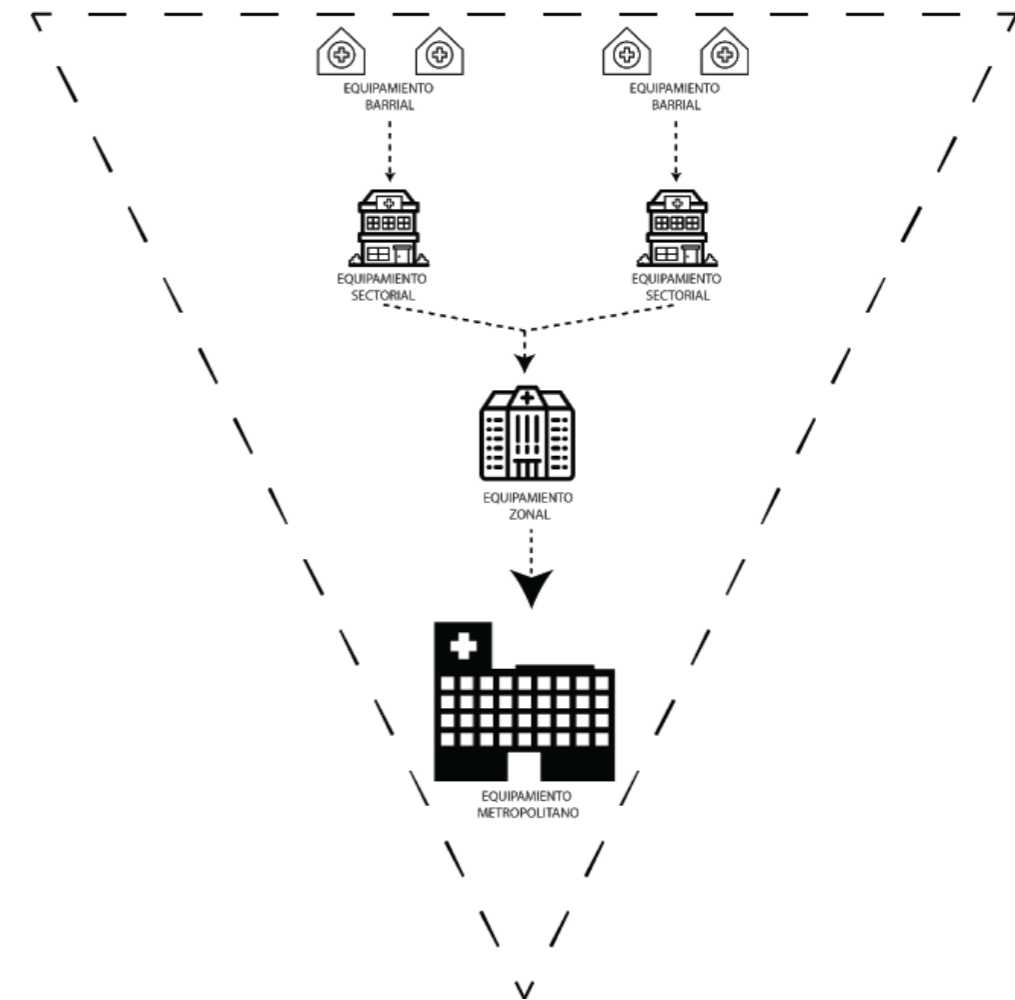 EQUIPAMIENTO
BARRIAL
EQUIPAMIENTO
BARRIAL
EQUIPAMIENTO
SECTORIAL
EQUIPAMIENTO
SECTORIAL
EQUIPAMIENTO
ZONAL
EQUIPAMIENTO
METROPOLITANO